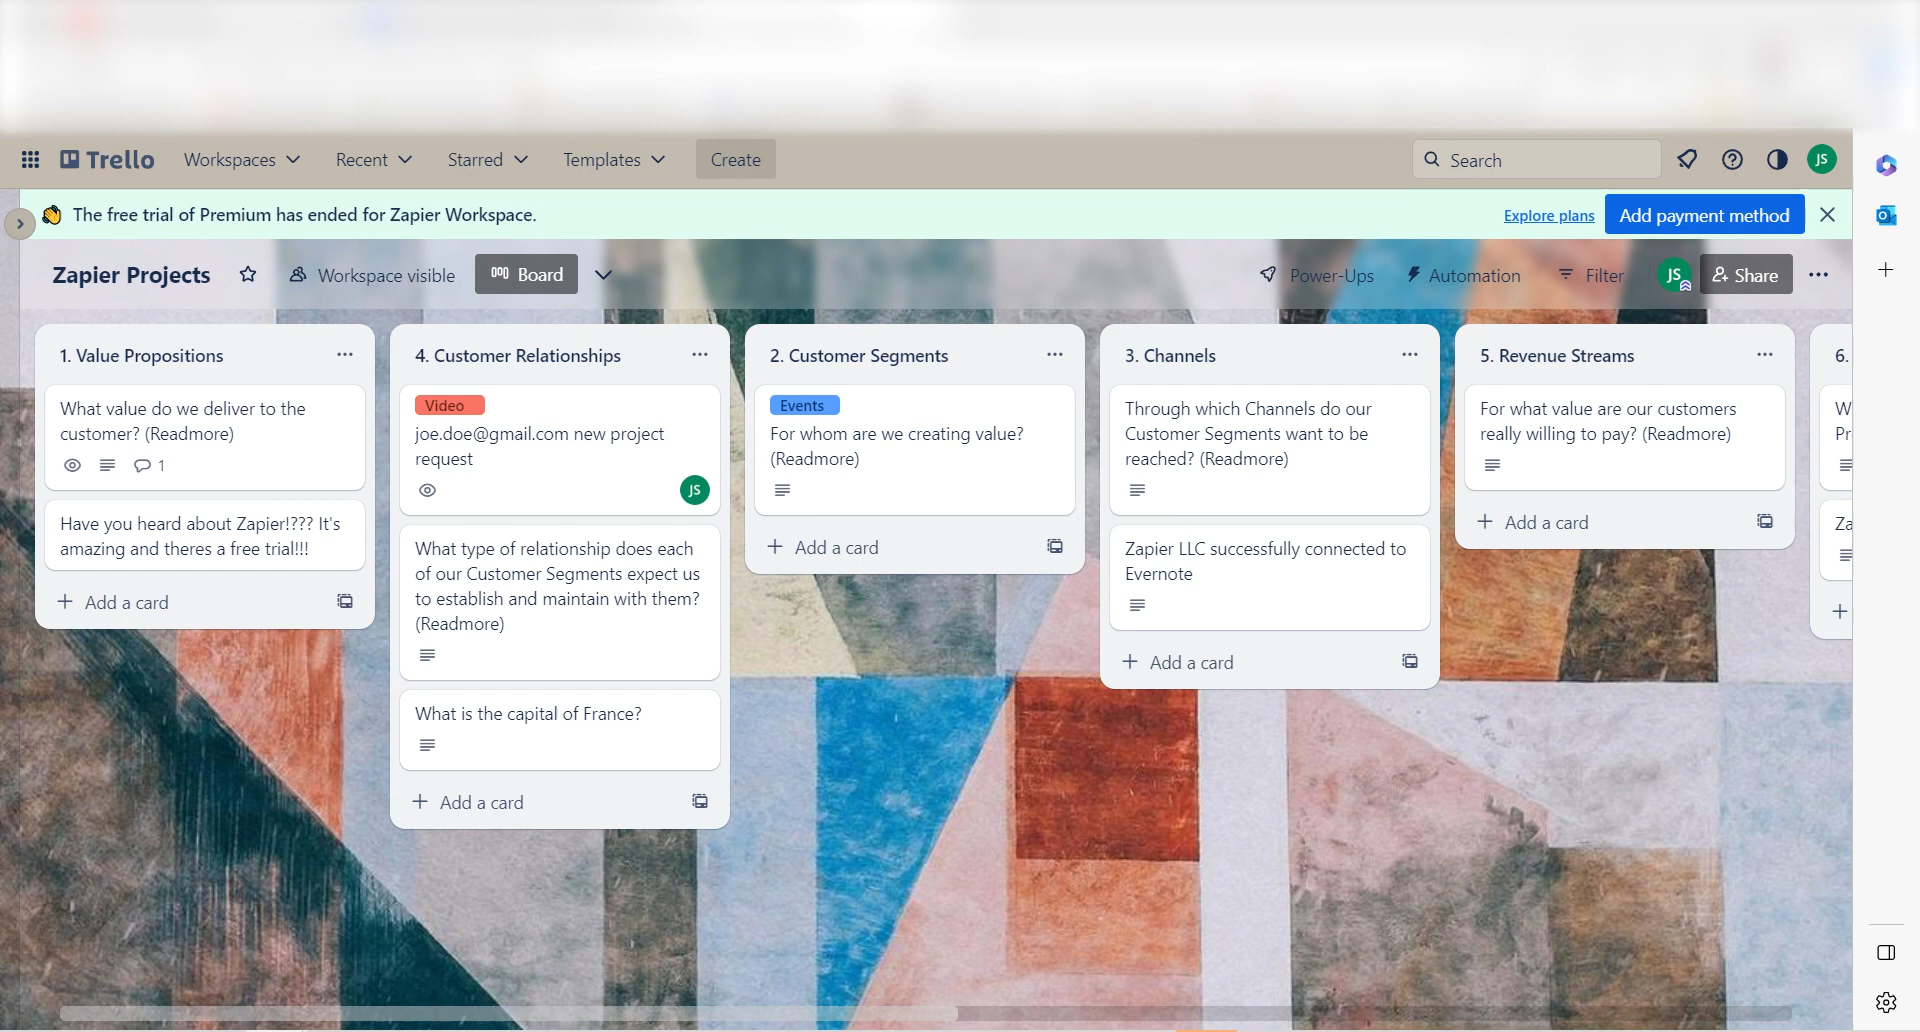 Trello
Workspaces
Recent
Starred
Templates
Create
Search
JS
The free trial of Premium has ended for Zapier Workspace.
Explore plans
Add payment method
Zapier Projects
Workspace visible
Board
Power-Ups
Automation
Filter
JS
Share
1. Value Propositions
What value do we deliver to the
customer? (Readmore)
1
Have you heard about Zapier!??? It's
amazing and theres a free trial!!!
Add a card
4. Customer Relationships
Video
joe.doe@gmail.com new project
request
JS
What type of relationship does each
of our Customer Segments expect us
to establish and maintain with them?
(Readmore)
What is the capital of France?
Add a card
2. Customer Segments
Events
For whom are we creating value?
(Readmore)
Add a card
3. Channels
Through which Channels do our
Customer Segments want to be
reached? (Readmore)
Zapier LLC successfully connected to
Evernote
Add a card
5. Revenue Streams
For what value are our customers
really willing to pay? (Readmore)
Add a card
6.